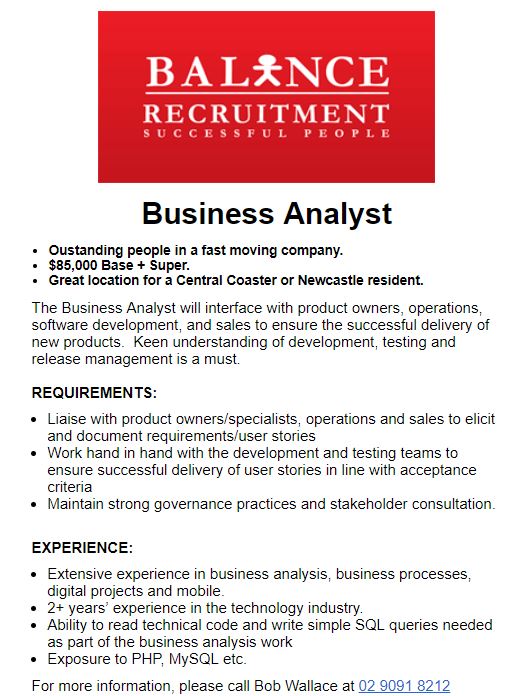 BALANCE
RECRUITMENT
SUCCESSFUL PEOPLE
Business Analyst
• Oustanding people in a fast moving company.
• $85,000 Base + Super.
• Great location for a Central Coaster or Newcastle resident.
The Business Analyst will interface with product owners, operations,
software development, and sales to ensure the successful delivery of
new products.  Keen understanding of development, testing and
release management is a must.
REQUIREMENTS:
• Liaise with product owners/specialists, operations and sales to elicit
and document requirements/user stories
• Work hand in hand with the development and testing teams to
ensure successful delivery of user stories in line with acceptance
criteria
• Maintain strong governance practices and stakeholder consultation.
EXPERIENCE:
• Extensive experience in business analysis, business processes,
digital projects and mobile.
• 2+ years’ experience in the technology industry.
• Ability to read technical code and write simple SQL queries needed
as part of the business analysis work
• Exposure to PHP, MySQL etc.
For more information, please call Bob Wallace at 02 9091 8212